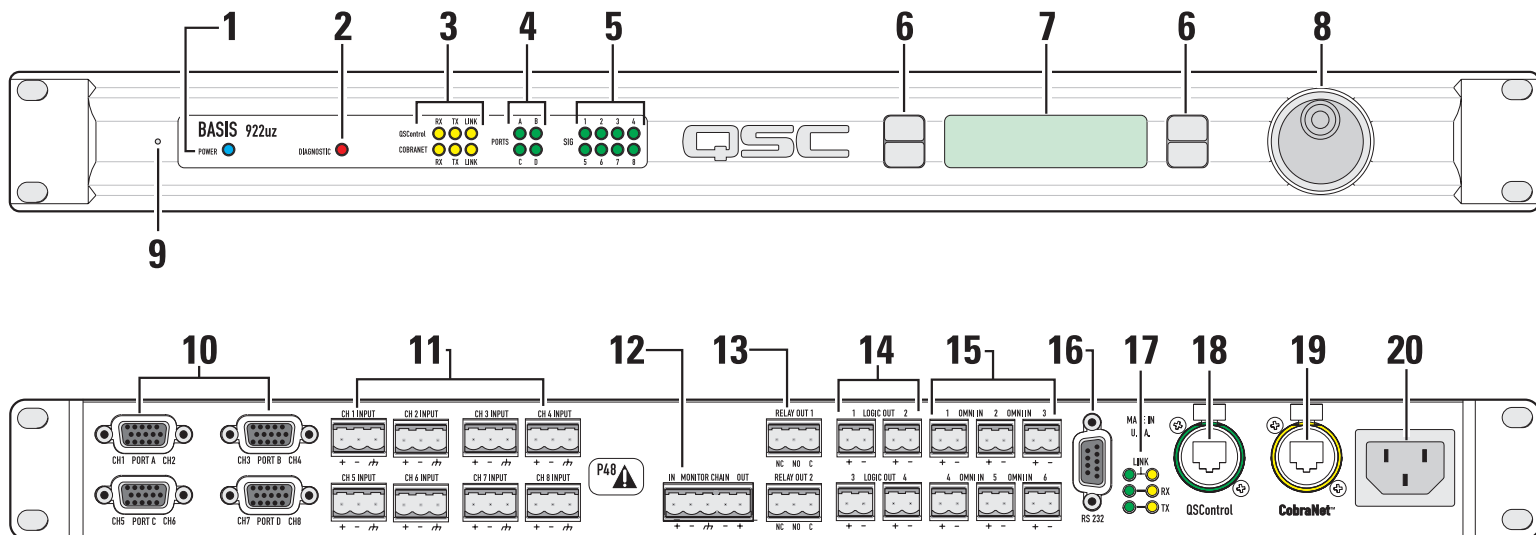 1 2 3 4 5 6 7 6 8
RX TX LINK A B 1 2 3 4
BASIS 922uz QSControl PORTS SIG QSC
POWER DIAGNOSTIC COBRANET
RX TX LINK C D 5 6 7 8
9
10 11 12 13 14 15 16 17 18 19 20
CH 1 INPUT CH 2 INPUT CH 3 INPUT CH 4 INPUT RELAY OUT 1 1 LOGIC OUT 2 1 OMNI IN 2 OMNI IN 3
MADE IN
U.S.A.
CH1 PORT A CH2 CH3 PORT B CH4 + - + - + - + - NC NO C + - + - + - + - + - LINK
P48
CH 5 INPUT CH 6 INPUT CH 7 INPUT CH 8 INPUT IN MONITOR CHAIN OUT RELAY OUT 2 3 LOGIC OUT 4 4 OMNI IN 5 OMNI IN 6 RX
TX
CH5 PORT C CH6 CH7 PORT D CH8 RS 232 QSControl CobraNet™
+ - + - + - + - + - - + NC NO C + - + - + - + - + -